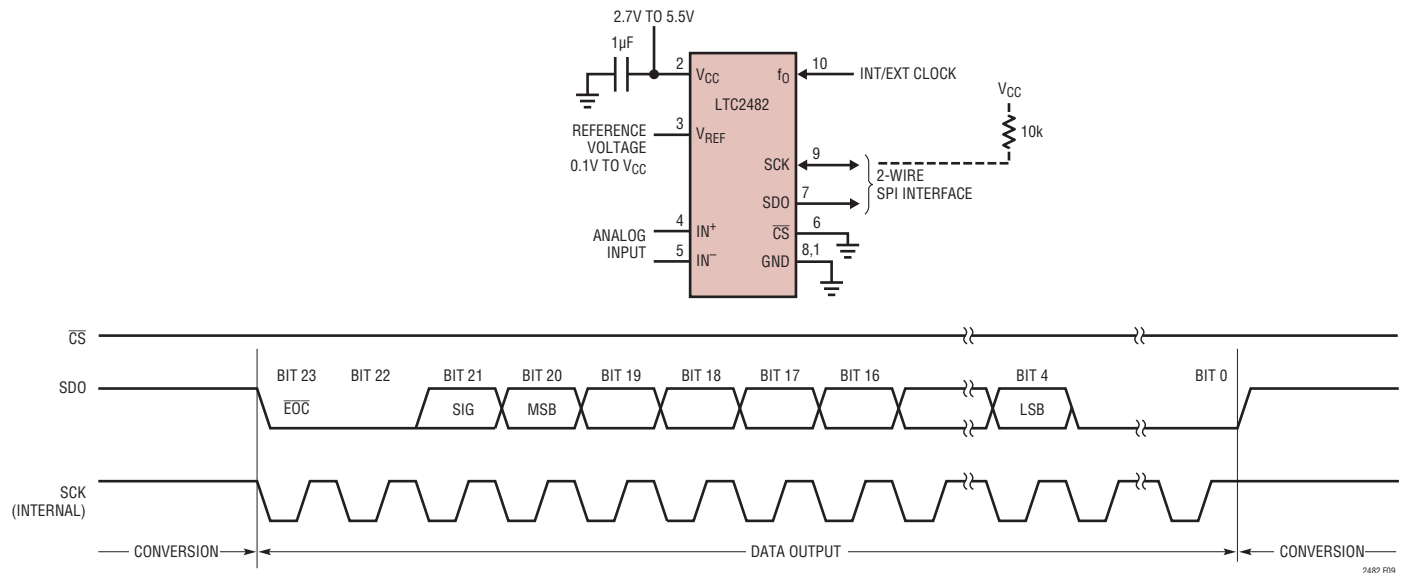 2.7V TO 5.5V
1µF
2
VCC
fO
10
INT/EXT CLOCK
LTC2482
VCC
10k
3
VREF
REFERENCE
VOLTAGE
0.1V TO VCC
SCK
9
2-WIRE
SPI INTERFACE
SDO
7
4
IN+
ANALOG
INPUT
5
IN–
CS
6
GND
8,1
CS
SDO
BIT 23
BIT 22
BIT 21
BIT 20
BIT 19
BIT 18
BIT 17
BIT 16
BIT 4
BIT 0
EOC
SIG
MSB
LSB
SCK
(INTERNAL)
CONVERSION
DATA OUTPUT
CONVERSION
2482 F09